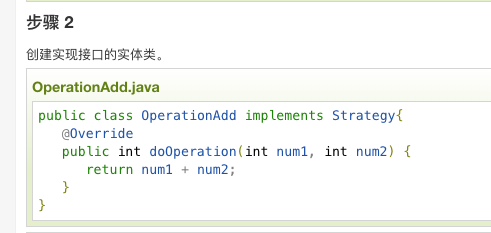 步骤 2
创建实现接口的实体类。
OperationAdd.java
public class OperationAdd implements Strategy{
   @Override
   public int doOperation(int num1, int num2) {
      return num1 + num2;
   }
}